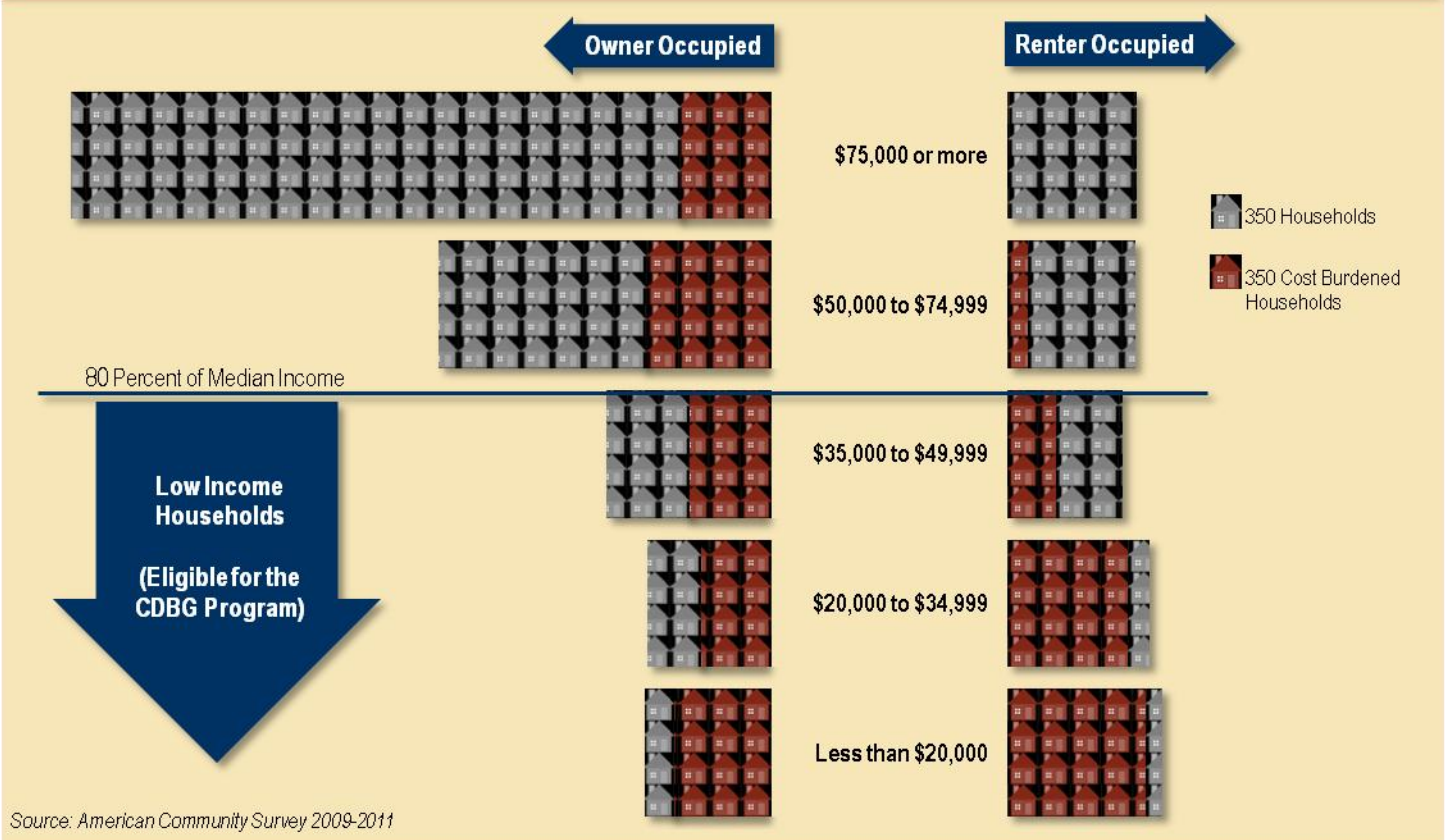 Owner Occupied
Renter Occupied
$75,000 or more
350 Households
350 Cost Burdened
Households
$50,000 to $74,999
80 Percent of Median Income
$35,000 to $49,999
Low Income
Households
(Eligible for the
CDBG Program)
$20,000 to $34,999
Less than $20,000
Source: American Community Survey 2009-2011